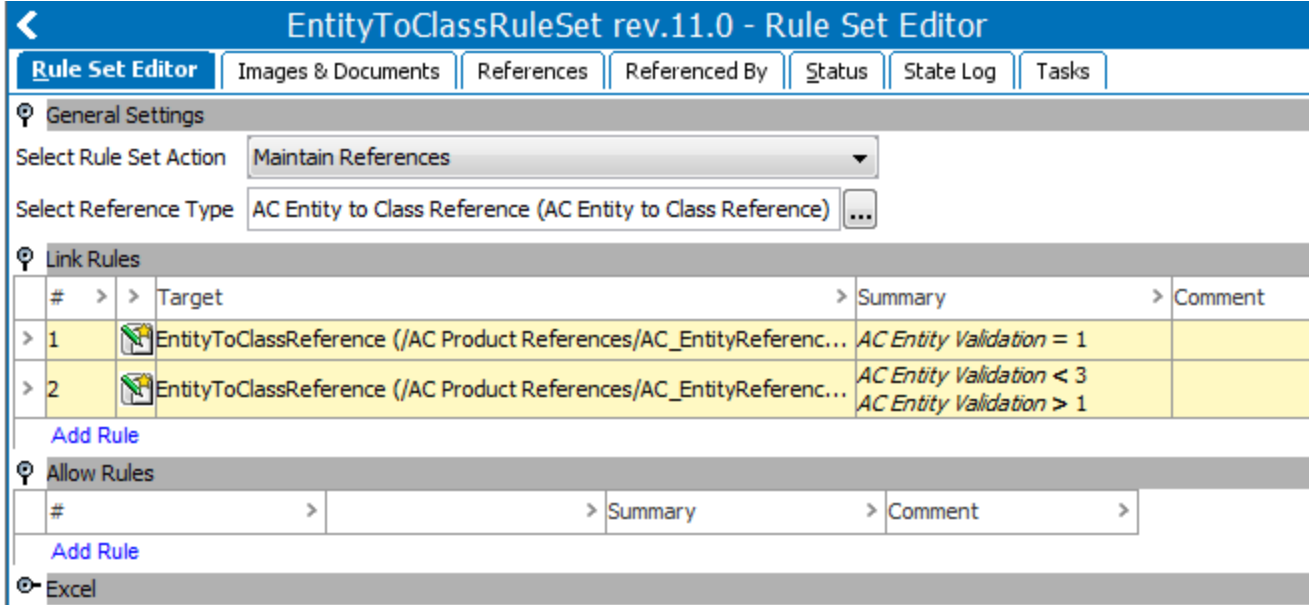 EntityToClassRuleSet rev.11.0 - Rule Set Editor
Rule Set Editor Images & Documents References Referenced By Status State Log Tasks
General Settings
Select Rule Set Action Maintain References
Select Reference Type AC Entity to Class Reference (AC Entity to Class Reference) ...
Link Rules
# > > Target > Summary > Comment
> 1 EntityToClassReference (/AC Product References/AC_EntityReferenc... AC Entity Validation = 1
> 2 EntityToClassReference (/AC Product References/AC_EntityReferenc... AC Entity Validation < 3
AC Entity Validation > 1
Add Rule
Allow Rules
# > > Summary > Comment >
Add Rule
Excel